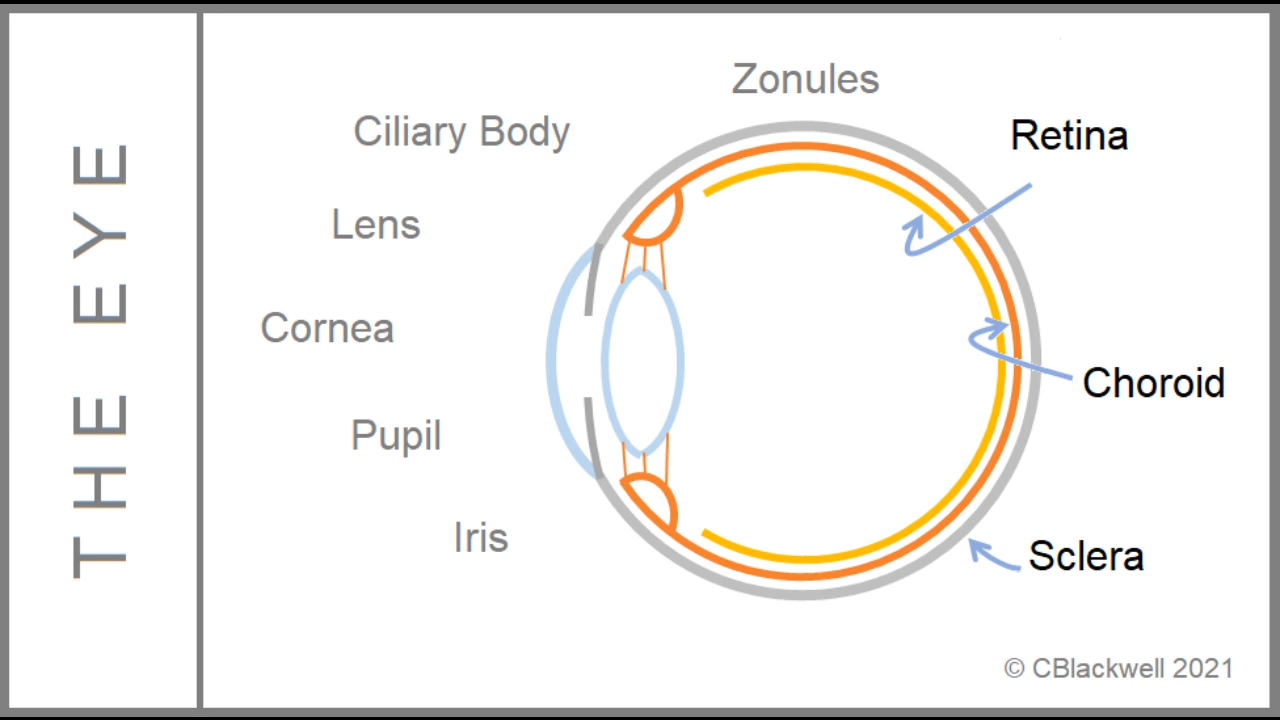 THE EYE
Zonules
Ciliary Body
Retina
Lens
Cornea
Choroid
Pupil
Iris
Sclera
© CBlackwell 2021